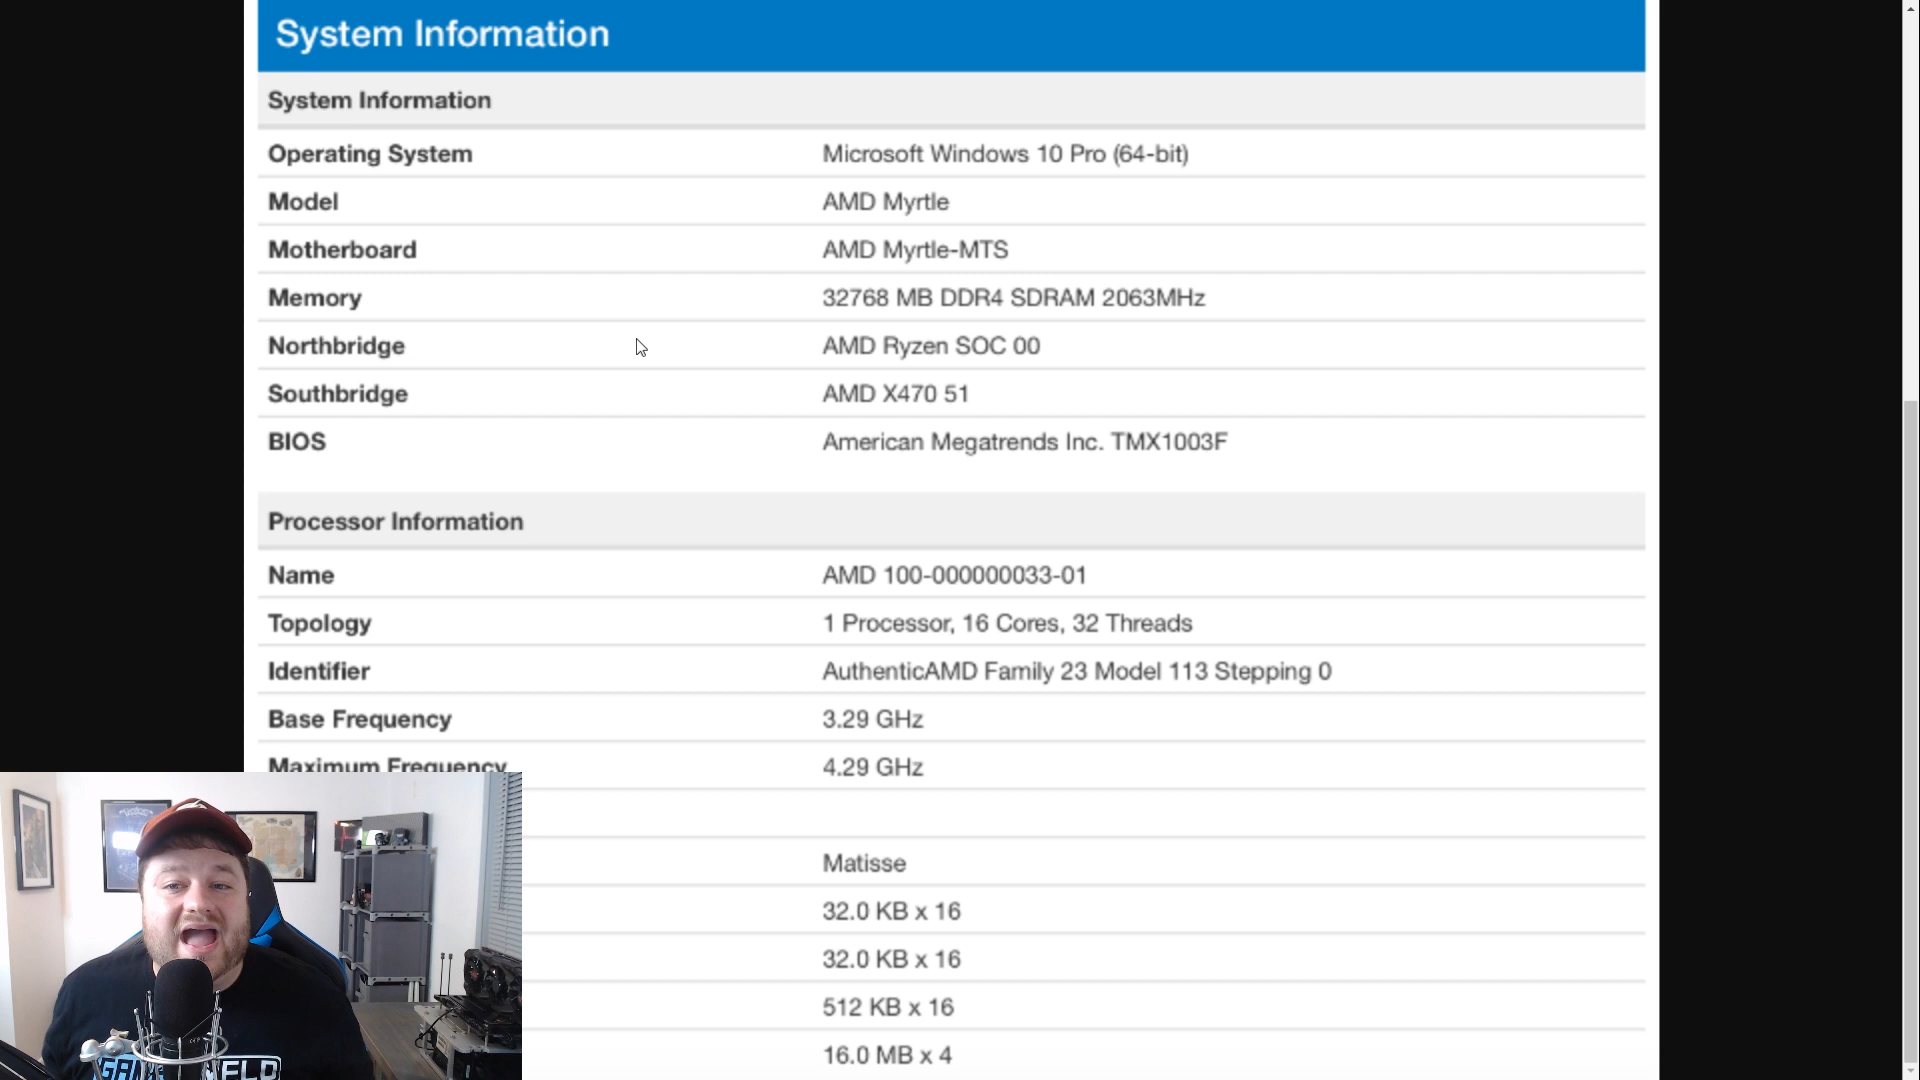 System Information
System Information
Operating System Microsoft Windows 10 Pro (64-bit)
Model AMD Myrtle
Motherboard AMD Myrtle-MTS
Memory 32768 MB DDR4 SDRAM 2063MHz
Northbridge AMD Ryzen SOC 00
Southbridge AMD X470 51
BIOS American Megatrends Inc. TMX1003F
Processor Information
Name AMD 100-000000033-01
Topology 1 Processor, 16 Cores, 32 Threads
Identifier AuthenticAMD Family 23 Model 113 Stepping 0
Base Frequency 3.29 GHz
Maximum Frequency 4.29 GHz
Matisse
32.0 KB x 16
32.0 KB x 16
512 KB x 16
16.0 MB x 4